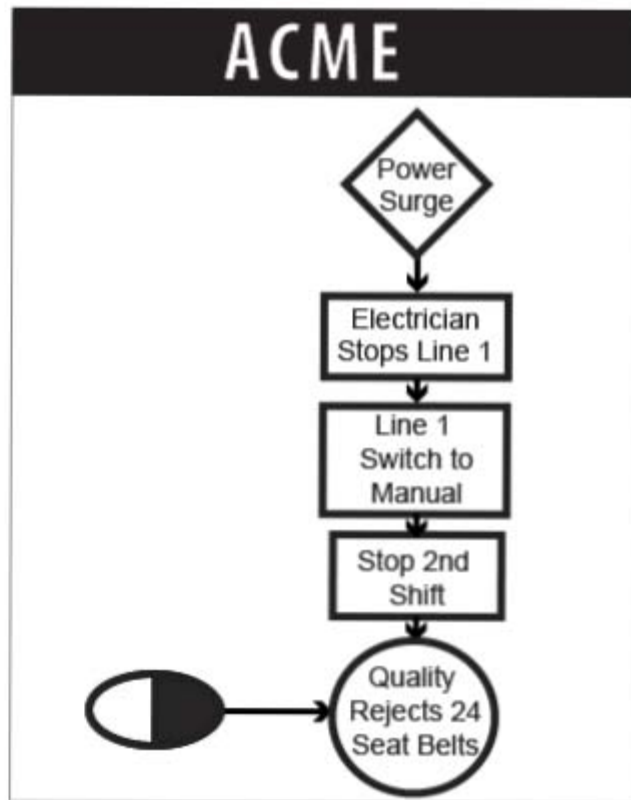 ACME
Power
Surge
Electrician
Stops Line 1
Line 1
Switch to
Manual
Stop 2nd
Shift
Quality
Rejects 24
Seat Belts